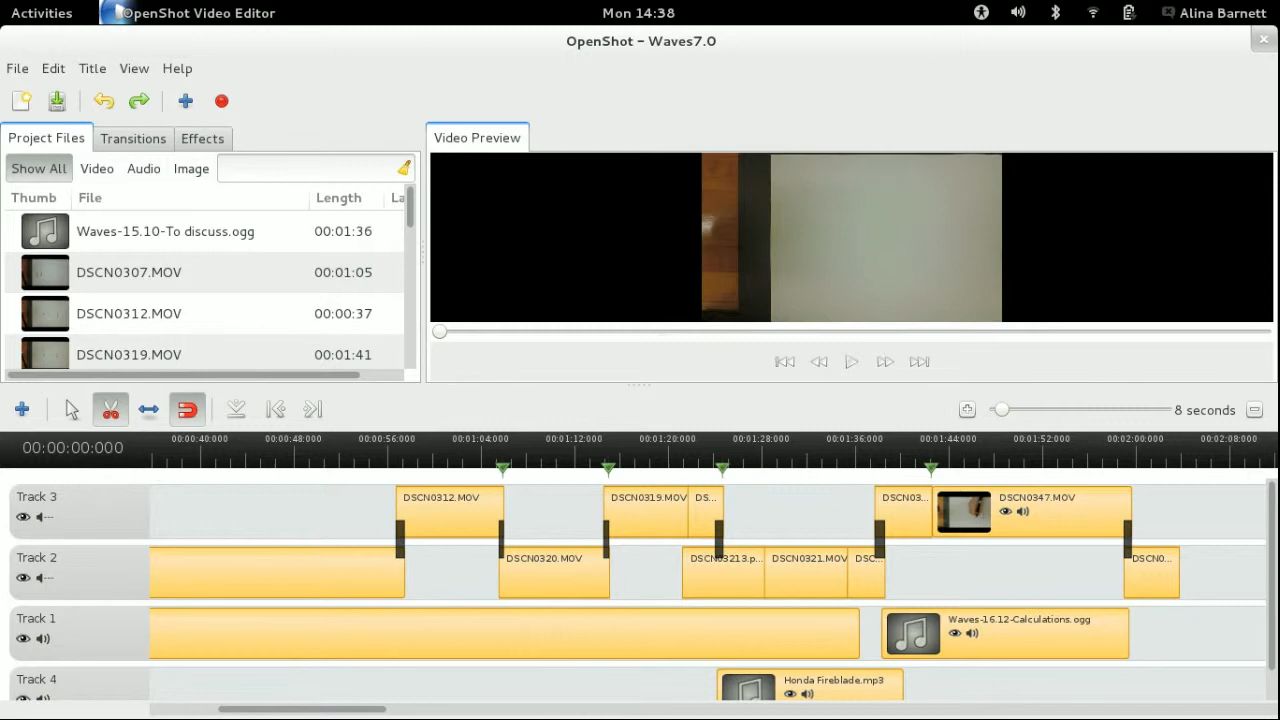 Activities OpenShot Video Editor Mon 14:38 Alina Barnett
OpenShot – Waves7.0
File Edit Title View Help
Project Files Transitions Effects Video Preview
Show All Video Audio Image
Thumb File Length La
Waves-15.10-To discuss.ogg 00:01:36
DSCN0307.MOV 00:01:05
DSCN0312.MOV 00:00:37
DSCN0319.MOV 00:01:41
8 seconds
00:00:00:000 00:00:40:000 00:00:48:000 00:00:56:000 00:01:04:000 00:01:12:000 00:01:20:000 00:01:28:000 00:01:36:000 00:01:44:000 00:01:52:000 00:02:00:000 00:02:08:000
Track 3 DSCN0312.MOV DSCN0319.MOV DS... DSCN03... DSCN0347.MOV
Track 2 DSCN0320.MOV DSCN03213.p... DSCN0321.MOV DSC... DSCN0...
Track 1 Waves-16.12-Calculations.ogg
Track 4 Honda Fireblade.mp3